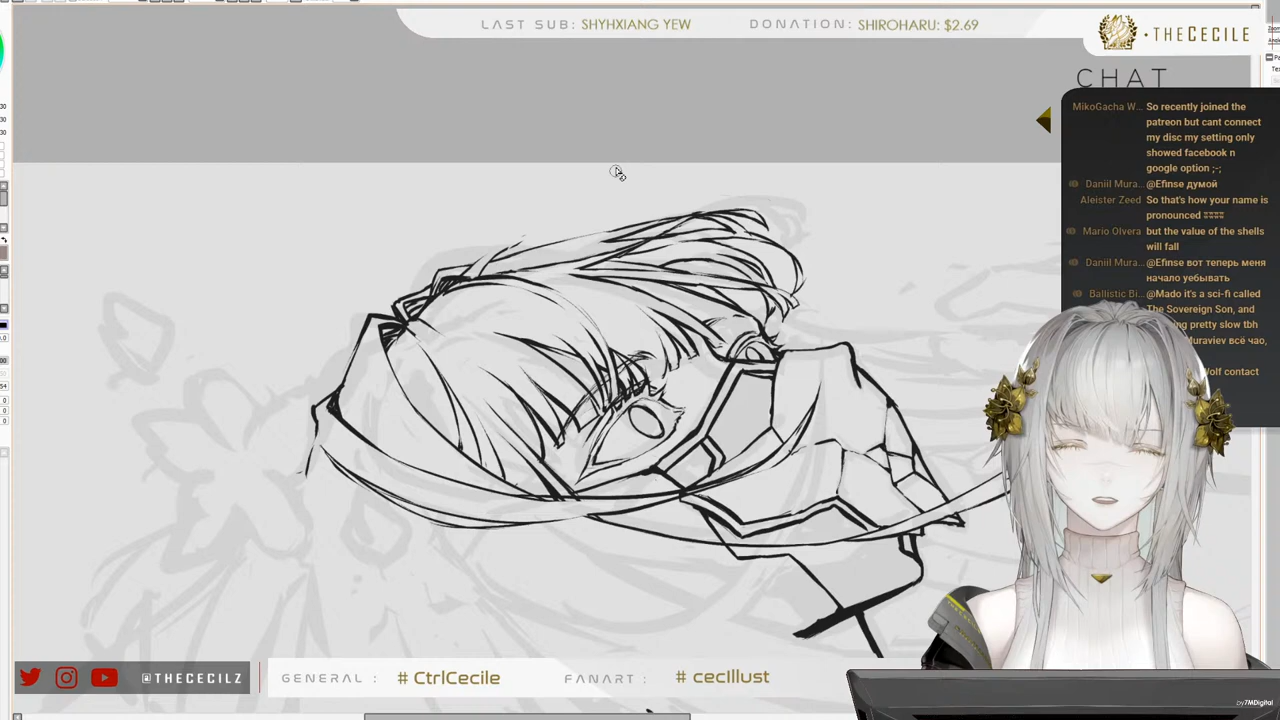 LAST SUB: SHYHXIANG YEW
DONATION: SHIROHARU: $2.69
· THECECILE
CHAT
MikoGacha W... So recently joined the
patreon but cant connect
my disc my setting only
showed facebook n
google option ;-;
Daniil Mura... @Efinse думой
Aleister Zeed So that's how your name is
pronounced
Mario Olvera but the value of the shells
will fall
Daniil Mura... @Efinse вот теперь меня
начало уебывать
Ballistic Bi... @Mado it's a sci-fi called
The Sovereign Son, and
pretty slow tbh
Muraviev всё чао,
Wolf contact
@THECECILZ
GENERAL : # CtrlCecile
FANART : # cecIllust
by7MDigital